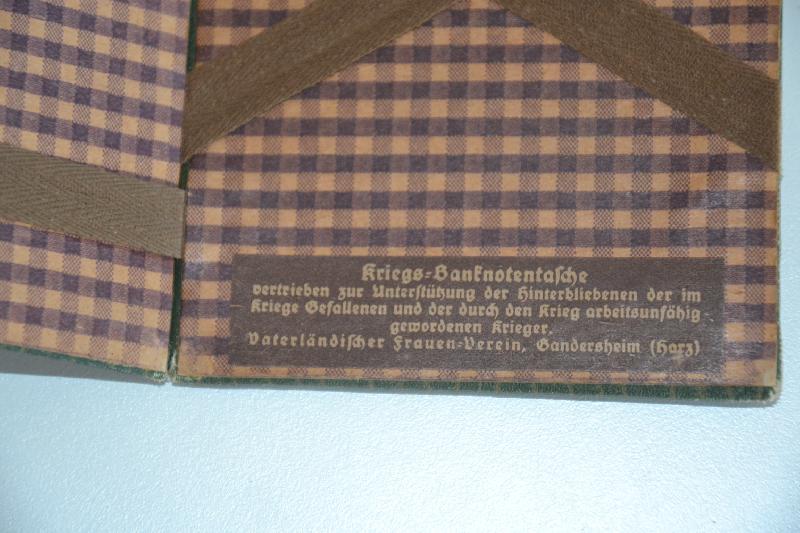 Kriegs-Banknotentasche
vertrieben zur Unterstützung der Hinterbliebenen der im
Kriege Gefallenen und der durch den Krieg arbeitsunfähig
gewordenen Krieger.
Vaterländischer Frauen-Verein, Gandersheim (Harz)